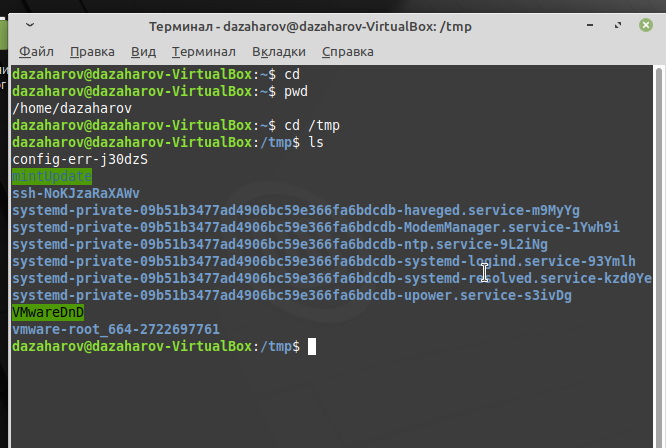 Терминал - dazaharov@dazaharov-VirtualBox: /tmp
Файл Правка Вид Терминал Вкладки Справка
dazaharov@dazaharov-VirtualBox:~$ cd
dazaharov@dazaharov-VirtualBox:~$ pwd
/home/dazaharov
dazaharov@dazaharov-VirtualBox:~$ cd /tmp
dazaharov@dazaharov-VirtualBox:/tmp$ ls
config-err-j30dzS
mintUpdate
ssh-NoKJzaRaXAWv
systemd-private-09b51b3477ad4906bc59e366fa6bdcdb-haveged.service-m9MyYg
systemd-private-09b51b3477ad4906bc59e366fa6bdcdb-ModemManager.service-1Ywh9i
systemd-private-09b51b3477ad4906bc59e366fa6bdcdb-ntp.service-9L2iNg
systemd-private-09b51b3477ad4906bc59e366fa6bdcdb-systemd-logind.service-93Ymlh
systemd-private-09b51b3477ad4906bc59e366fa6bdcdb-systemd-resolved.service-kzd0Ye
systemd-private-09b51b3477ad4906bc59e366fa6bdcdb-upower.service-s3ivDg
VMwareDnD
vmware-root_664-2722697761
dazaharov@dazaharov-VirtualBox:/tmp$